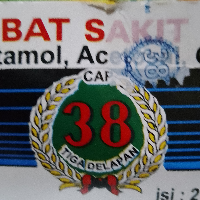 BAT SAKIT
tamol, Ace
CAP
38
TIGA DELAPAN
isi : 2